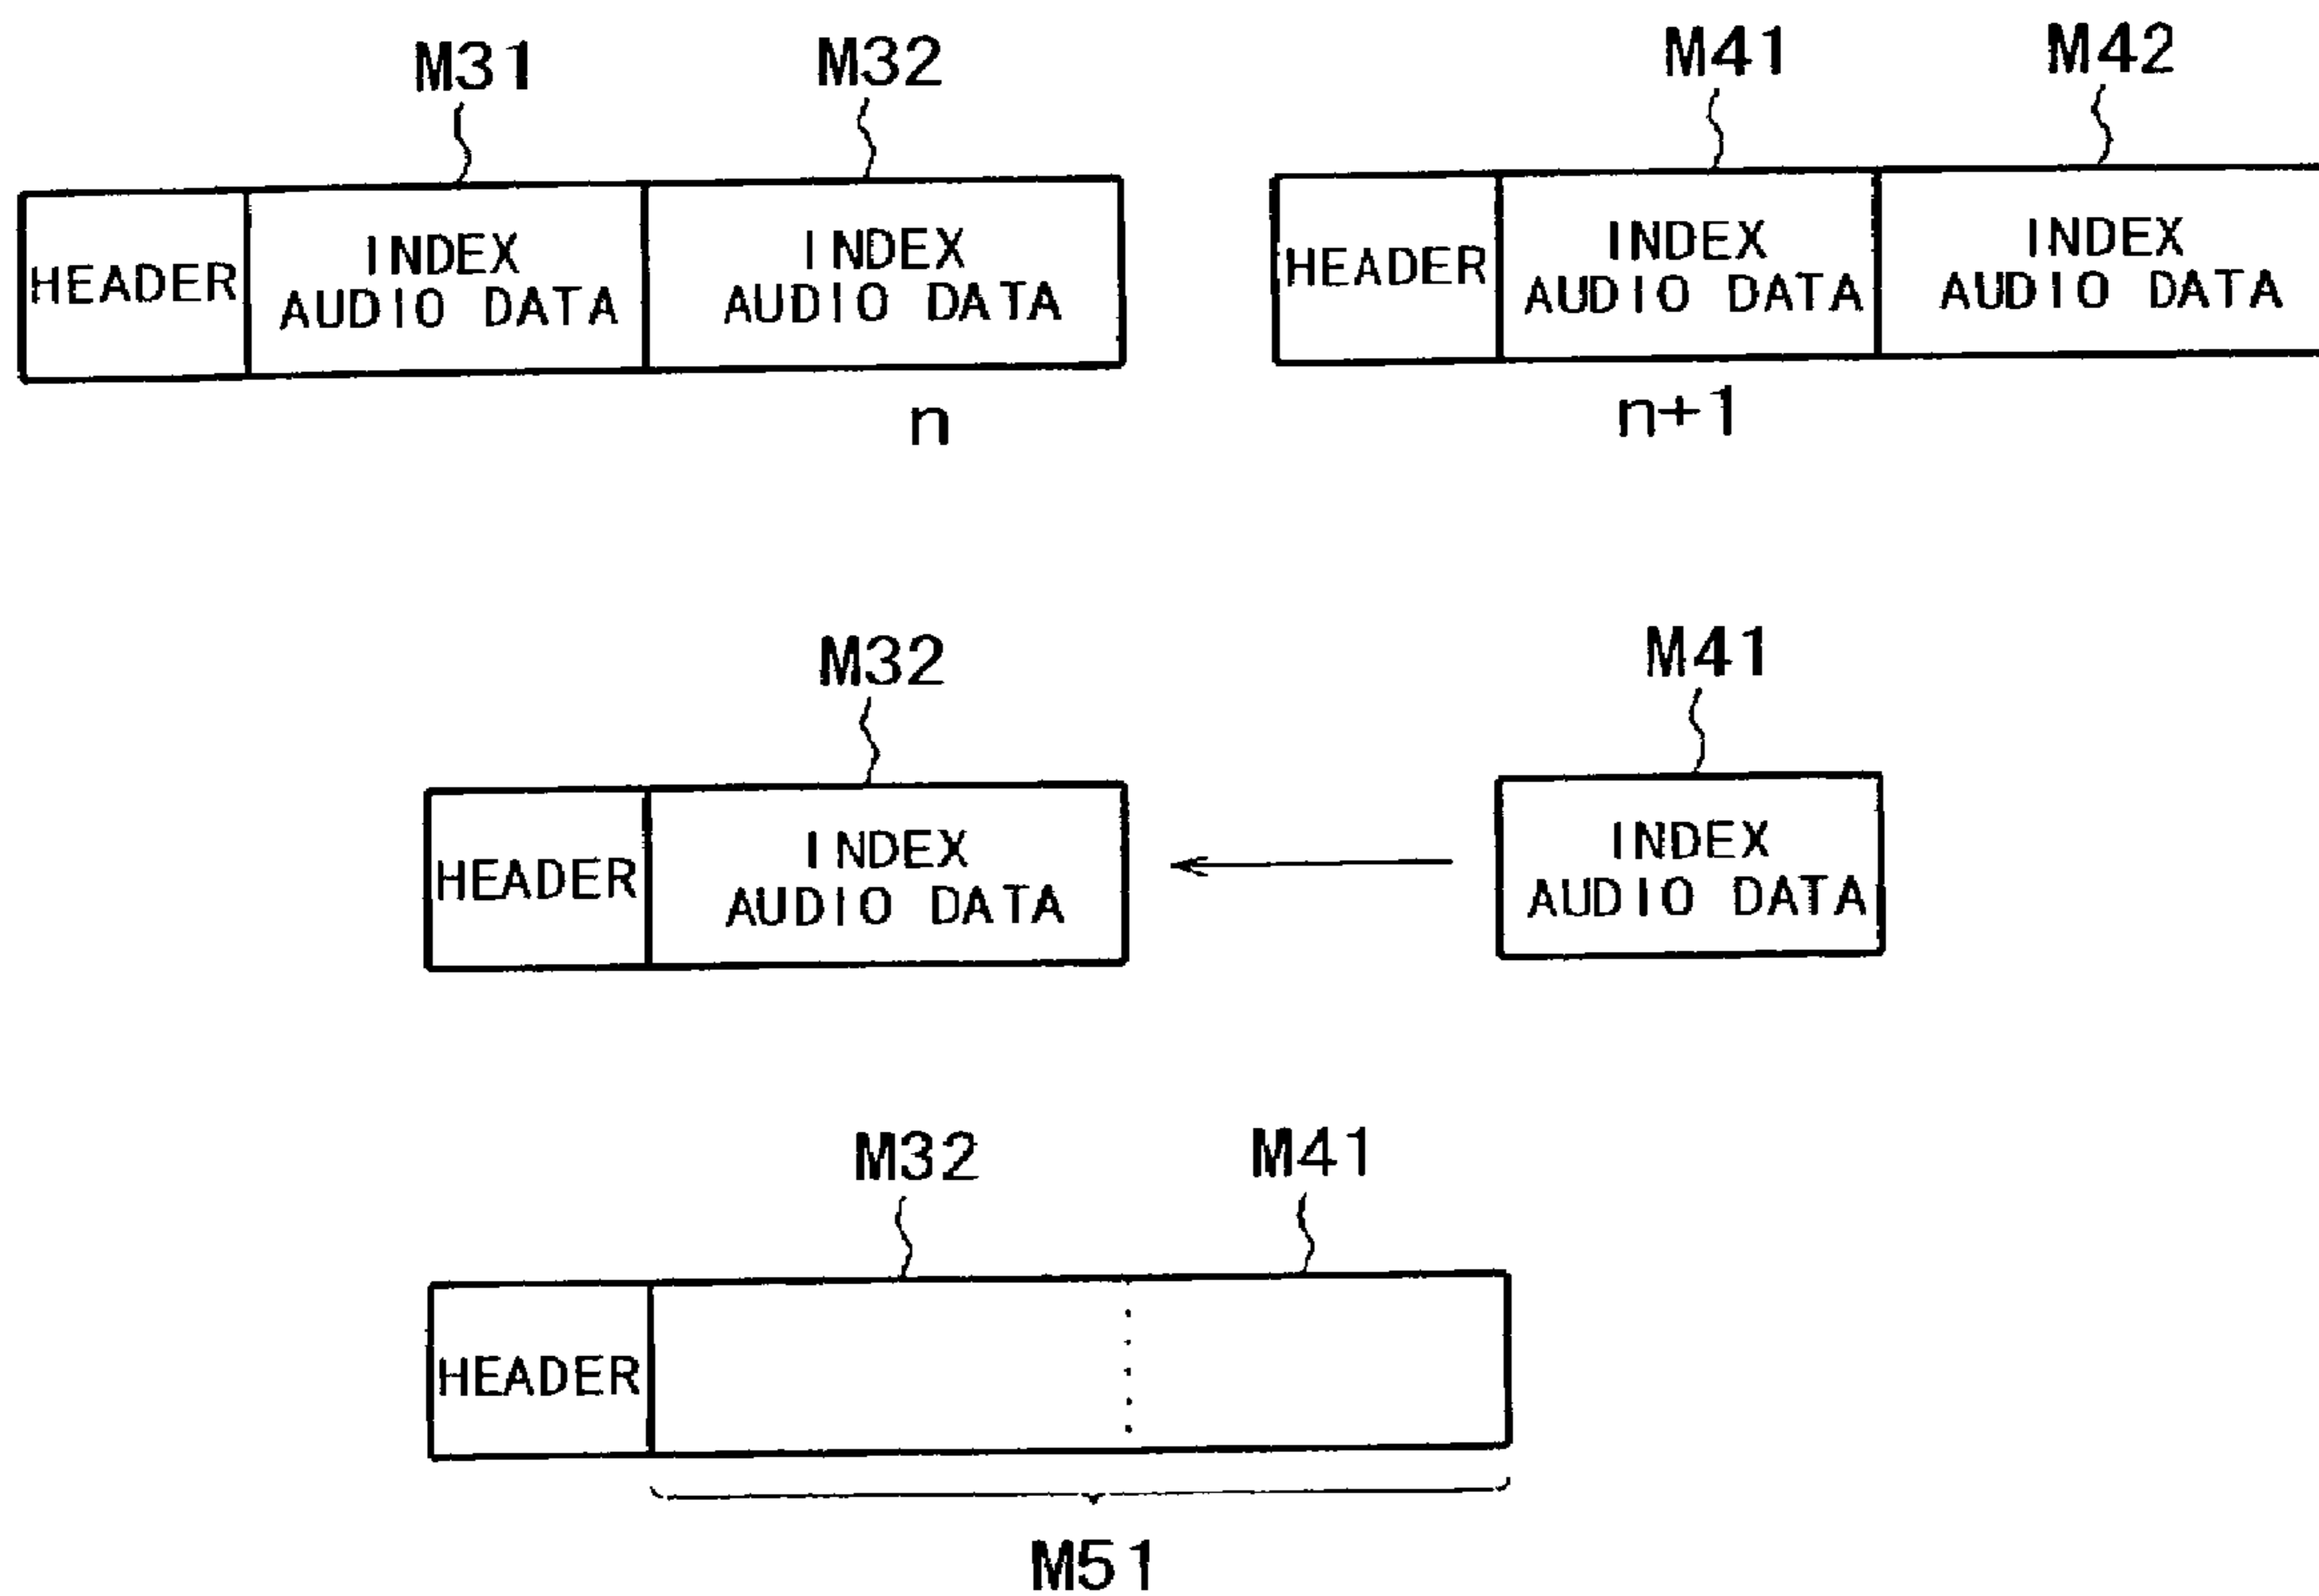 M31 M32 M41 M42
HEADER
INDEX
AUDIO DATA
INDEX
AUDIO DATA
HEADER
INDEX
AUDIO DATA
INDEX
AUDIO DATA
n n+1
M32 M41
HEADER
INDEX
AUDIO DATA
INDEX
AUDIO DATA
M32 M41
HEADER
M51